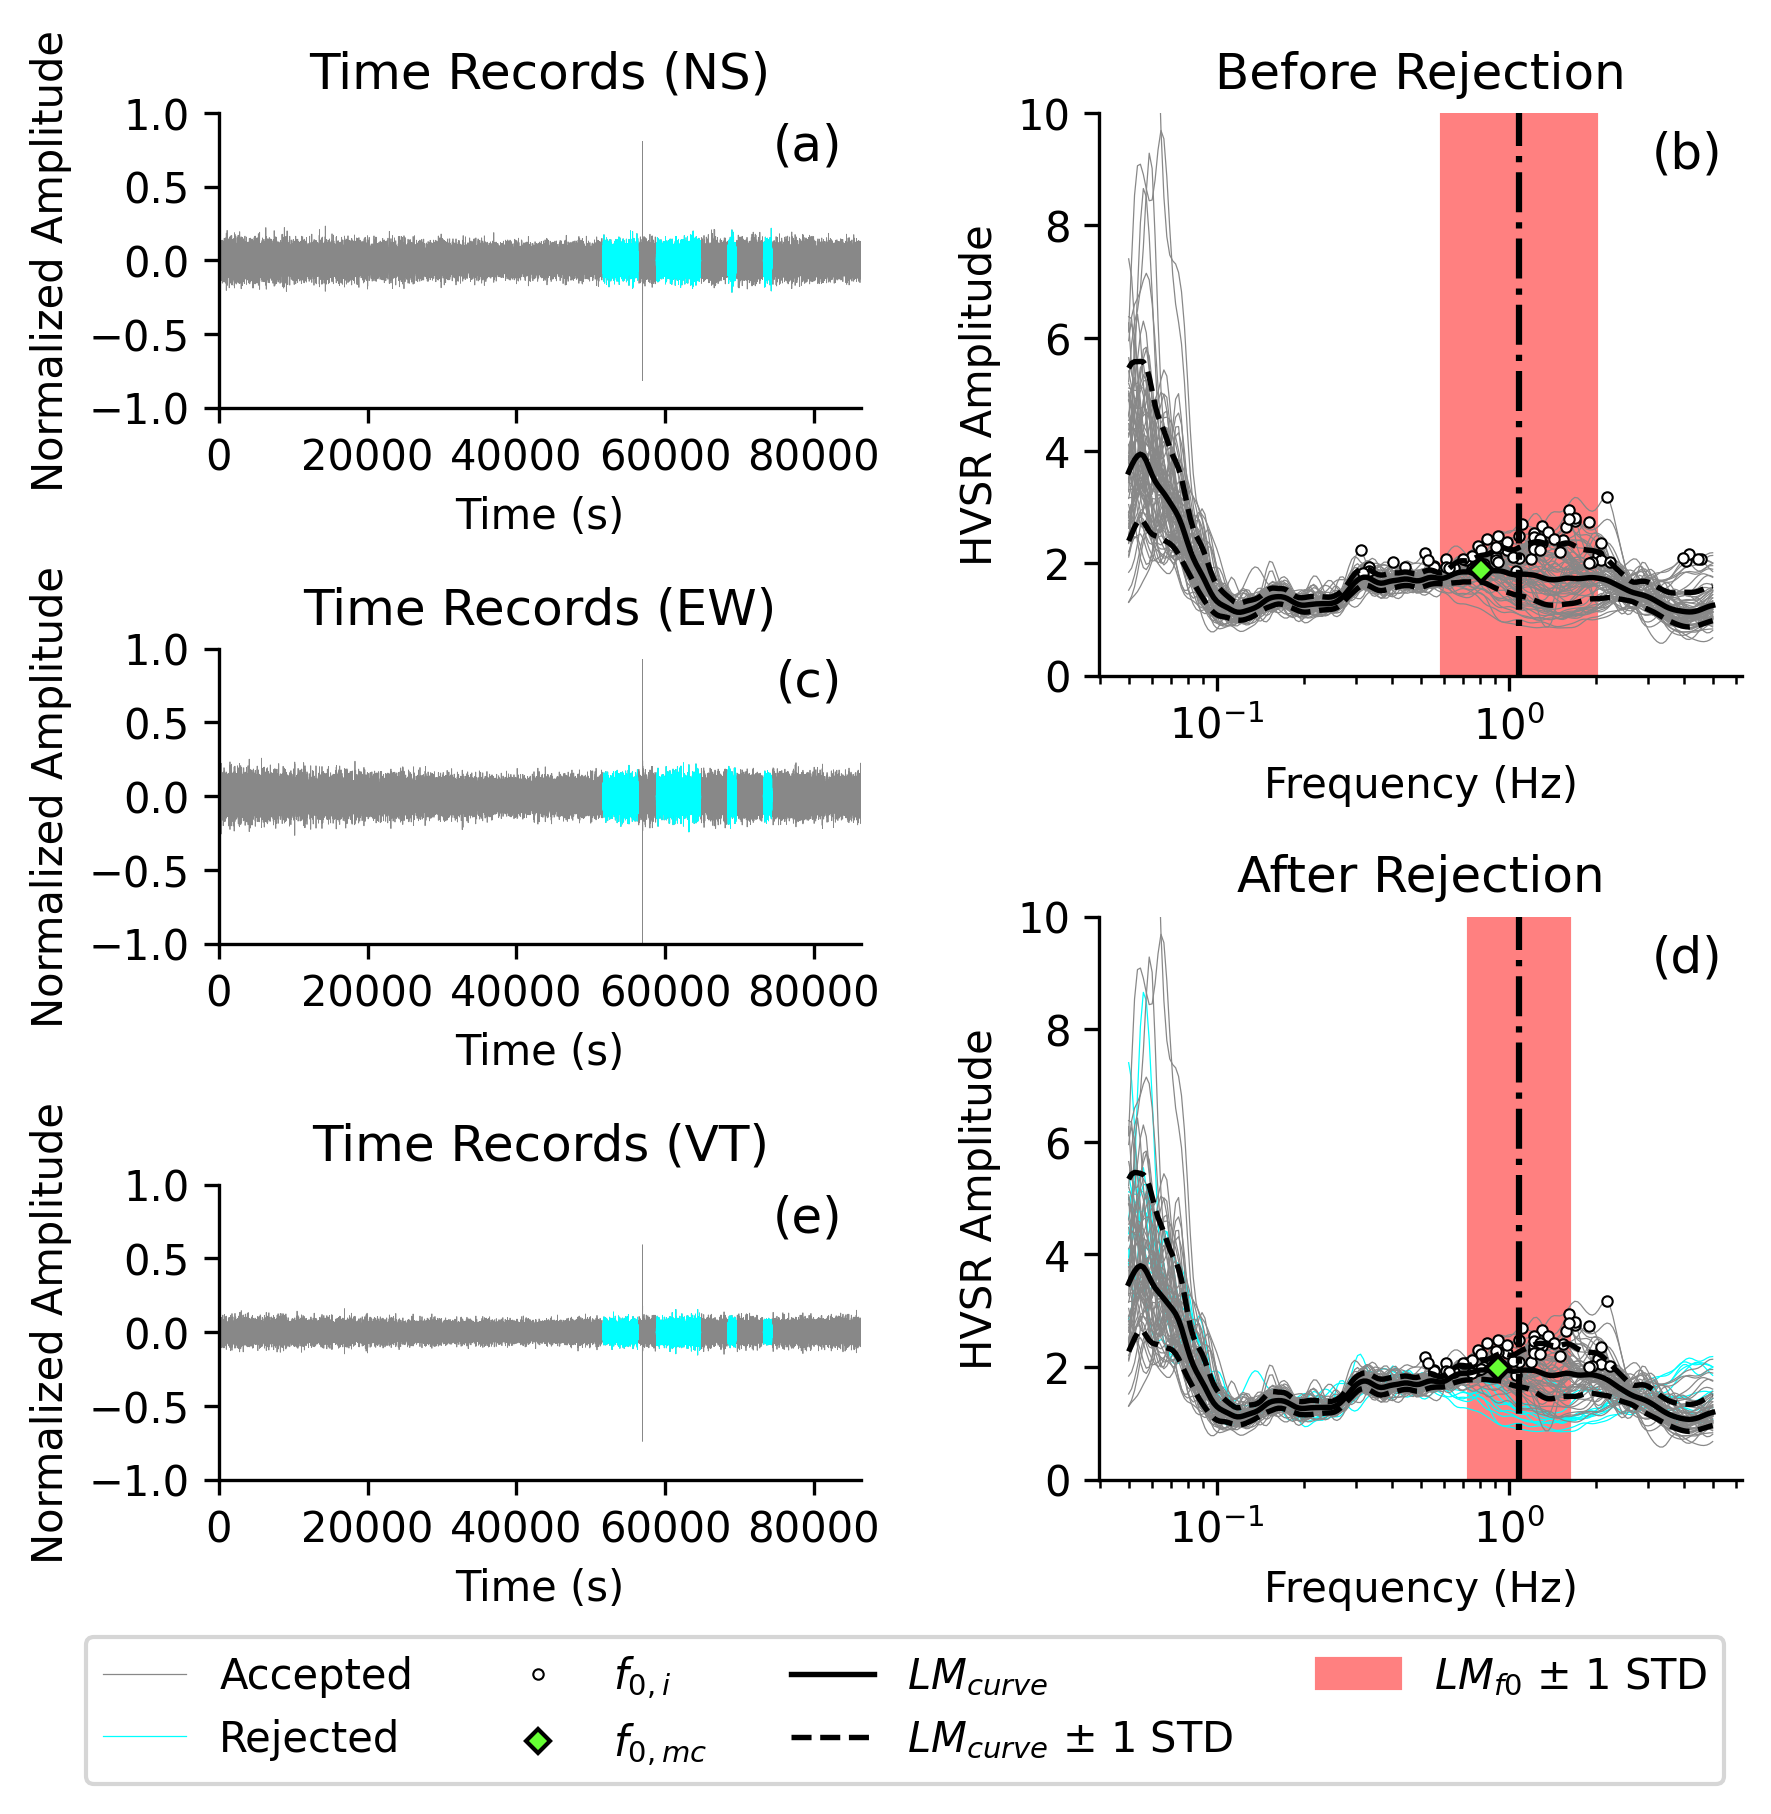 Time Records (NS)
Normalized Amplitude
1.0
0.5
0.0
−0.5
−1.0
(a)
0 20000 40000 60000 80000
Time (s)
Before Rejection
HVSR Amplitude
10
8
6
4
2
0
(b)
10⁻¹ 10⁰
Frequency (Hz)
Time Records (EW)
Normalized Amplitude
1.0
0.5
0.0
−0.5
−1.0
(c)
0 20000 40000 60000 80000
Time (s)
After Rejection
HVSR Amplitude
10
8
6
4
2
0
(d)
10⁻¹ 10⁰
Frequency (Hz)
Time Records (VT)
Normalized Amplitude
1.0
0.5
0.0
−0.5
−1.0
(e)
0 20000 40000 60000 80000
Time (s)
Accepted
Rejected
f0,i
f0,mc
LMcurve
LMcurve ± 1 STD
LMf0 ± 1 STD